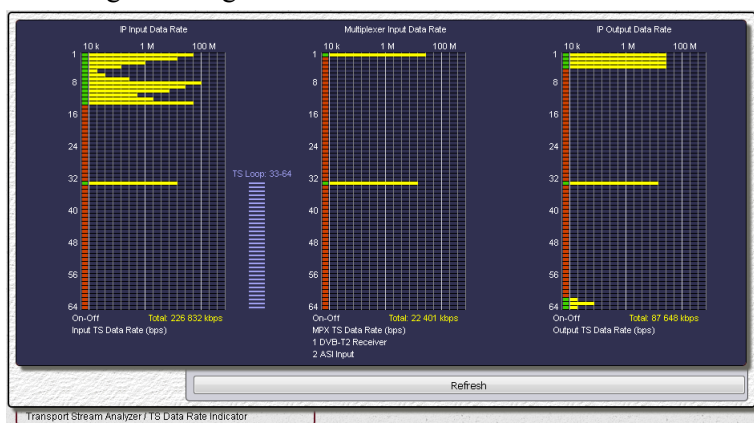 IP Input Data Rate
10 k 1 M 100 M
1
8
16
24
32
40
48
56
64
On-Off Total: 226 832 kbps
Input TS Data Rate (bps)
TS Loop: 33-64
Multiplexer Input Data Rate
10 k 1 M 100 M
1
8
16
24
32
40
48
56
64
On-Off Total: 22 401 kbps
MPX TS Data Rate (bps)
1 DVB-T2 Receiver
2 ASI Input
IP Output Data Rate
10 k 1 M 100 M
1
8
16
24
32
40
48
56
64
On-Off Total: 87 648 kbps
Output TS Data Rate (bps)
Refresh
Transport Stream Analyzer / TS Data Rate Indicator